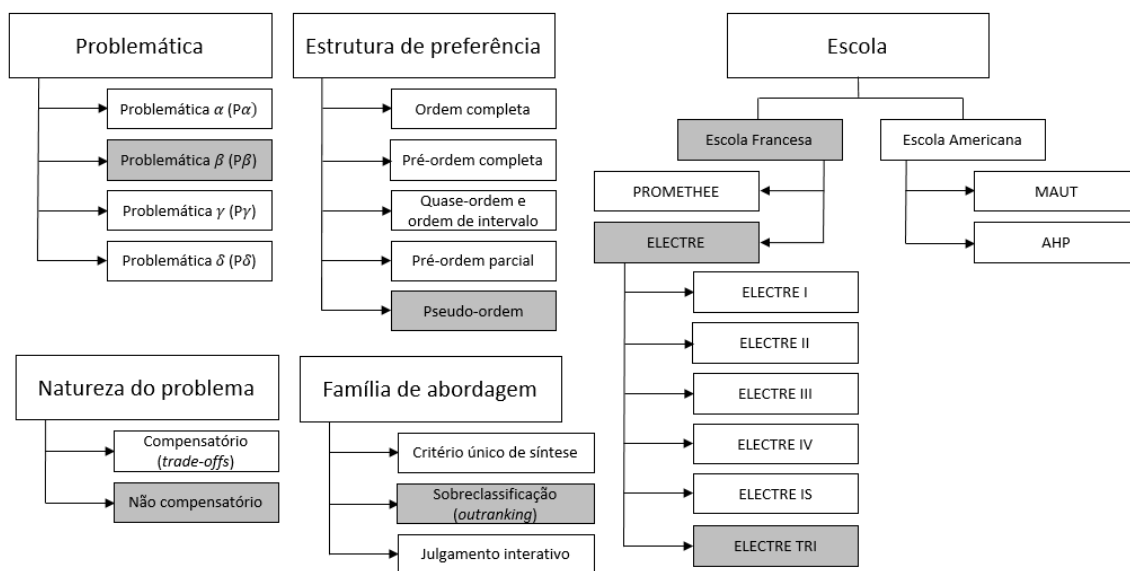 Problemática
Problemática α (Pα)
Problemática β (Pβ)
Problemática γ (Pγ)
Problemática δ (Pδ)
Estrutura de preferência
Ordem completa
Pré-ordem completa
Quase-ordem e
ordem de intervalo
Pré-ordem parcial
Pseudo-ordem
Escola
Escola Francesa
Escola Americana
PROMETHEE
ELECTRE
MAUT
AHP
ELECTRE I
ELECTRE II
ELECTRE III
ELECTRE IV
ELECTRE IS
ELECTRE TRI
Natureza do problema
Compensatório
(trade-offs)
Não compensatório
Família de abordagem
Critério único de síntese
Sobreclassificação
(outranking)
Julgamento interativo